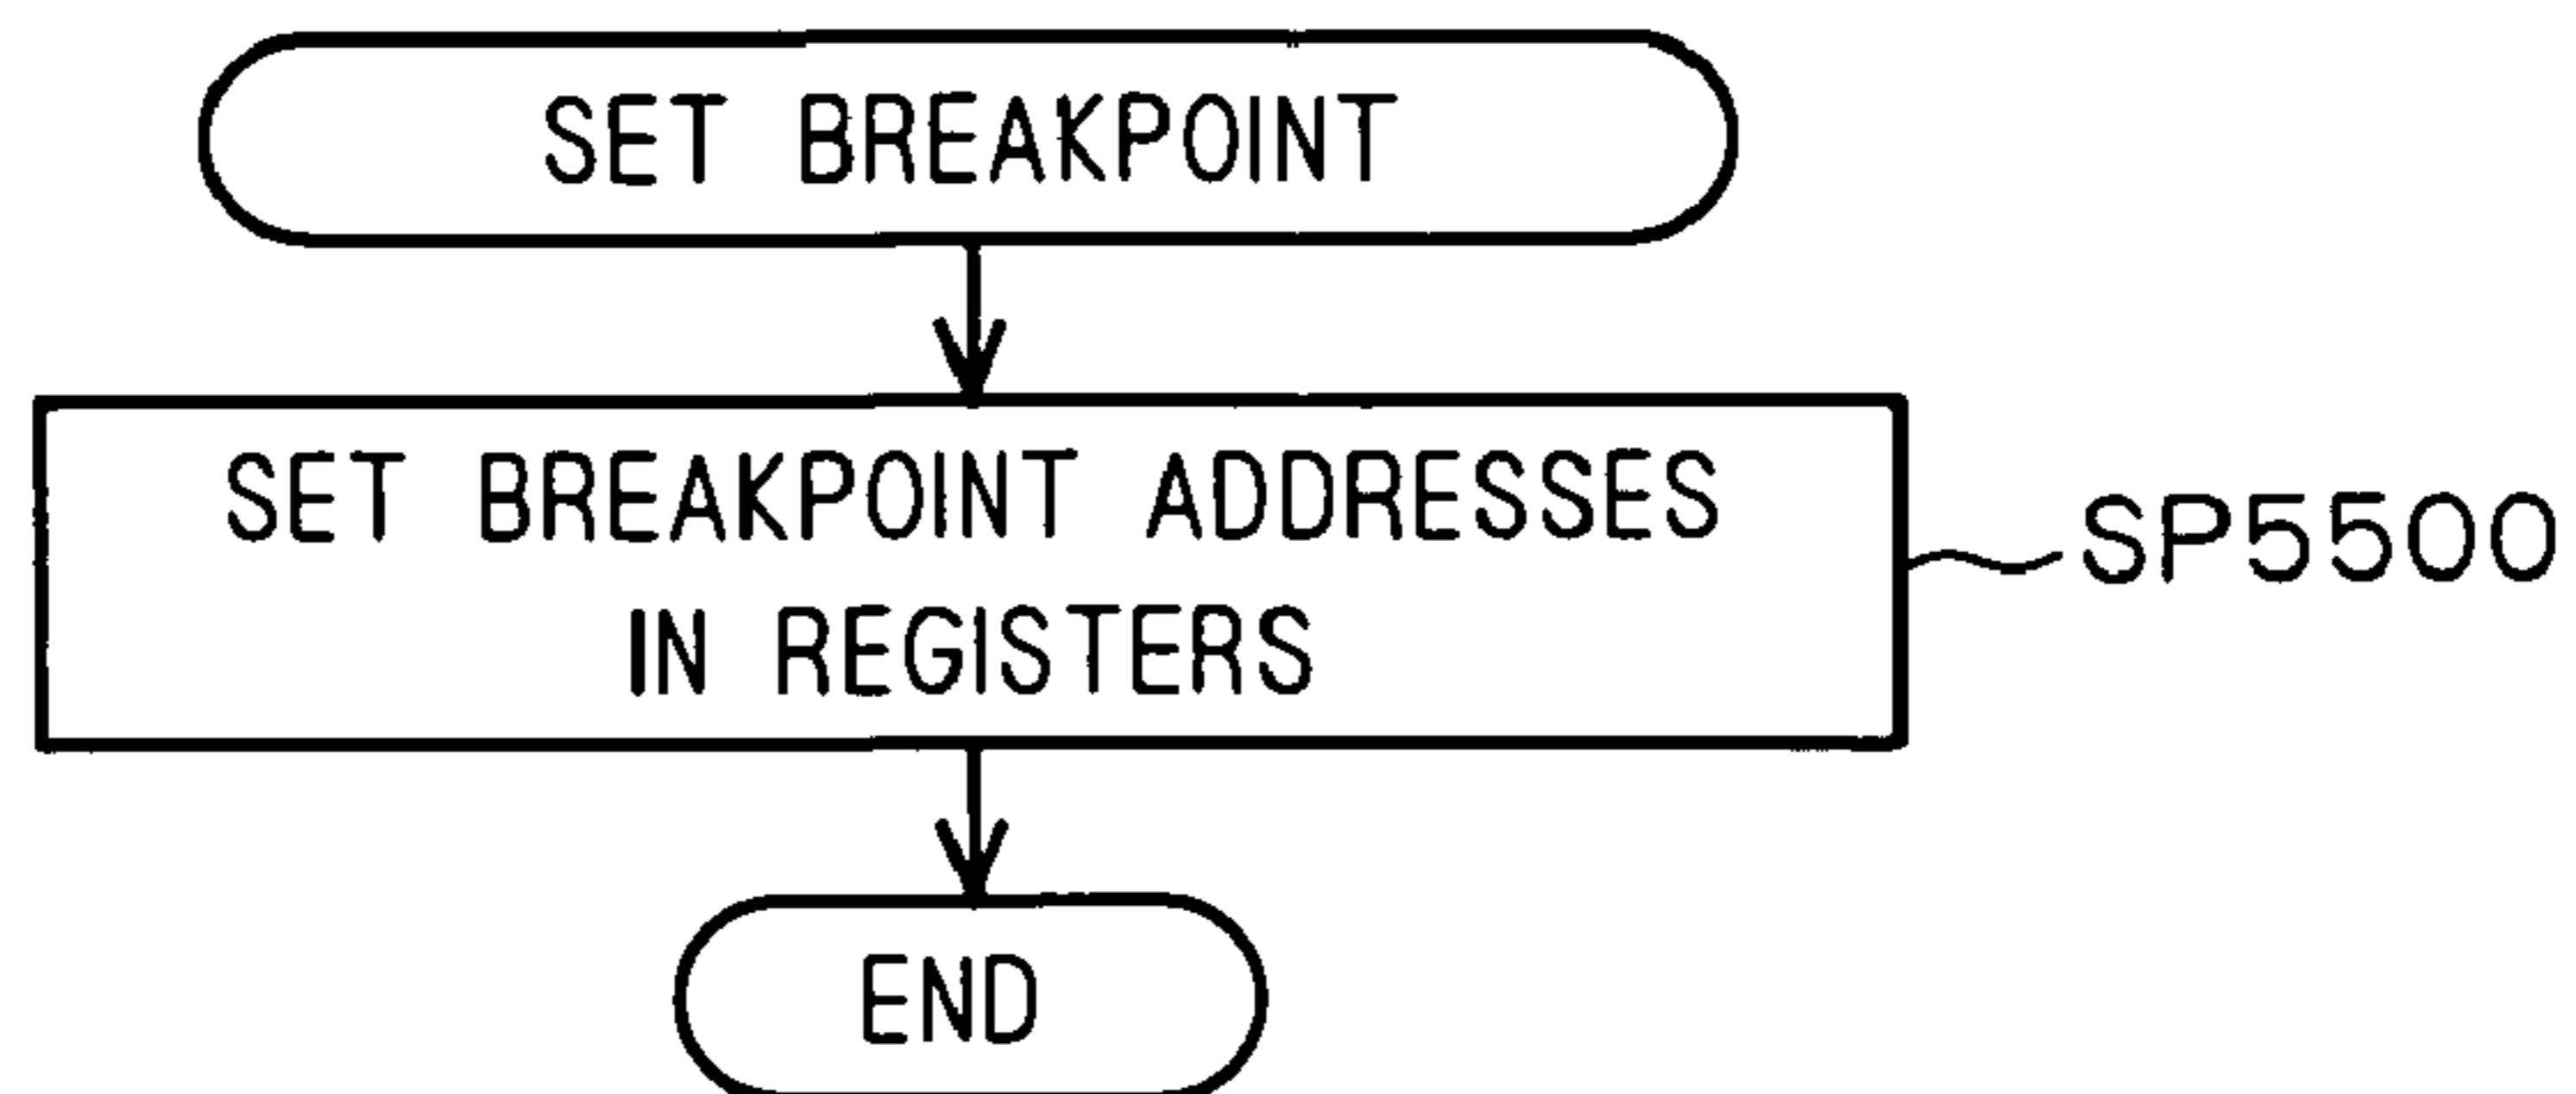 SET BREAKPOINT
SET BREAKPOINT ADDRESSES
IN REGISTERS
SP5500
END